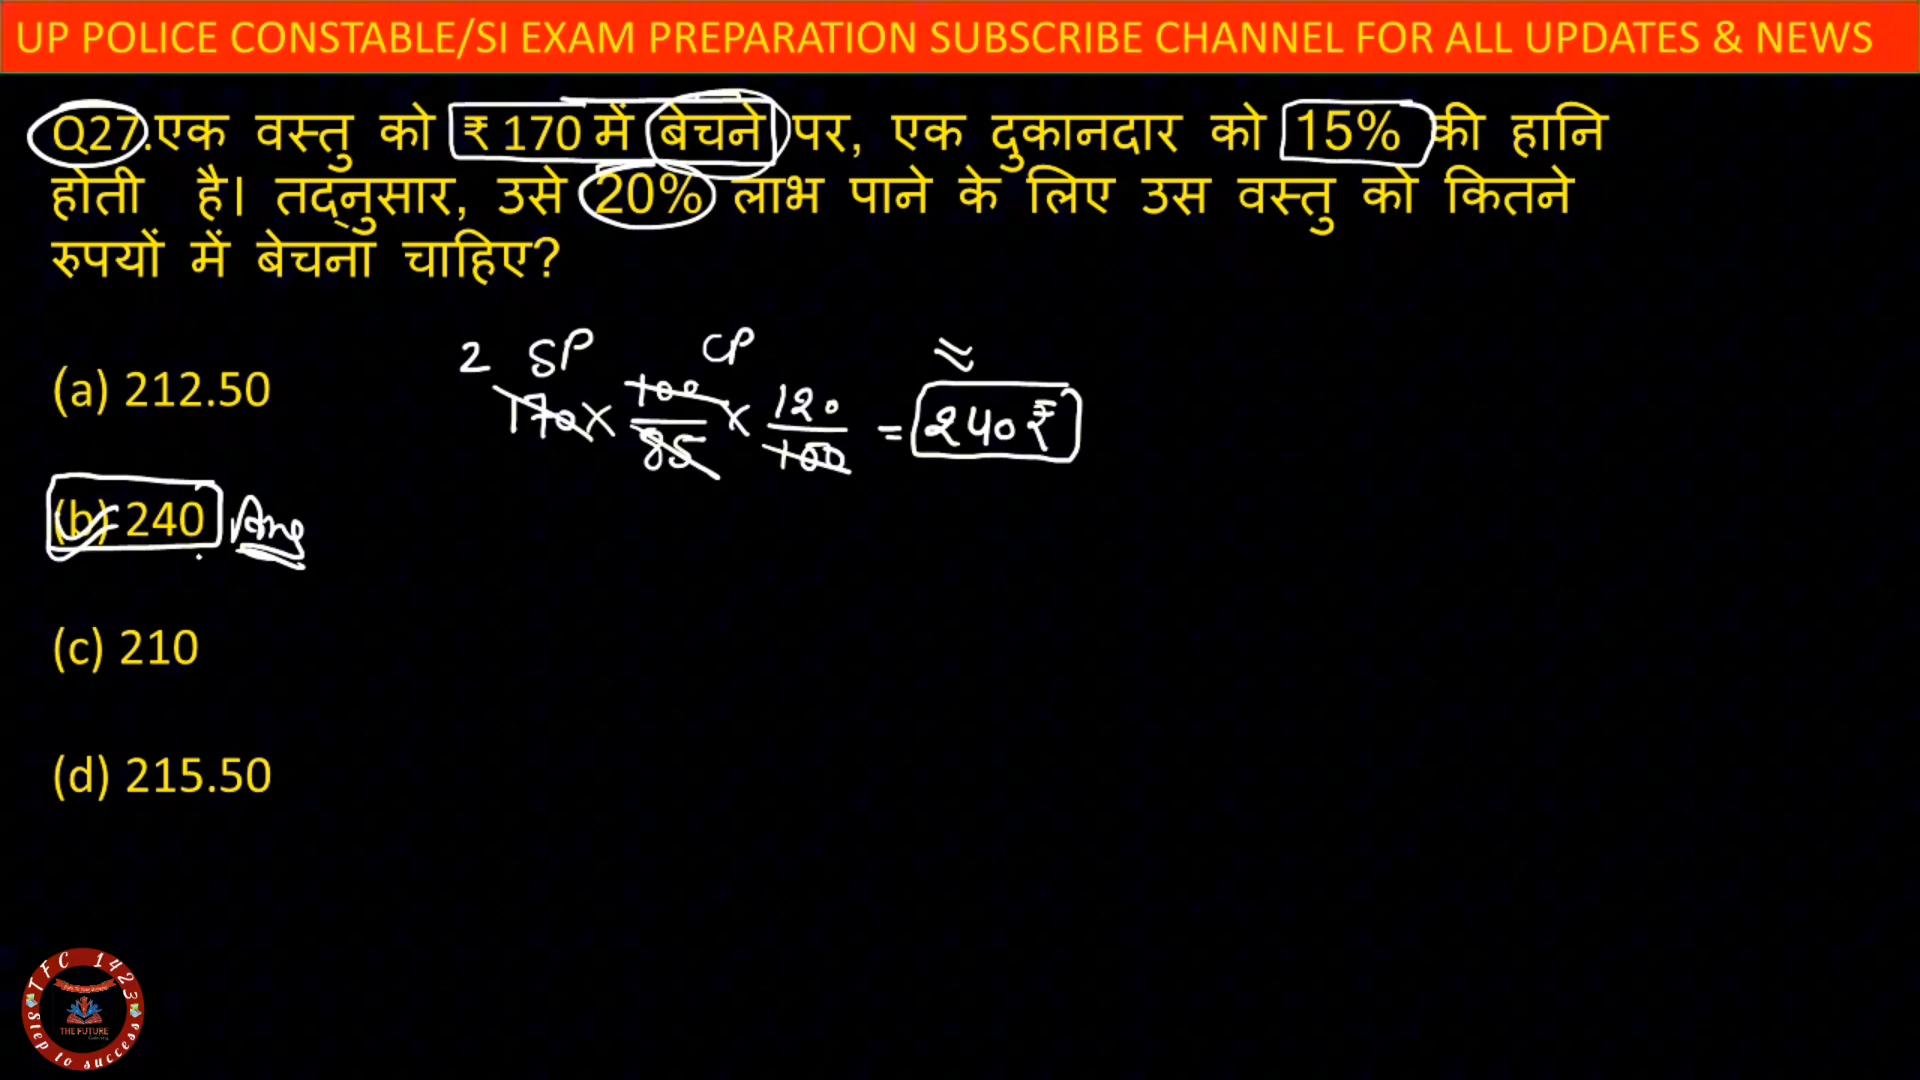 UP POLICE CONSTABLE/SI EXAM PREPARATION SUBSCRIBE CHANNEL FOR ALL UPDATES & NEWS
Q27.एक वस्तु को ₹ 170 में बेचने पर, एक दुकानदार को 15% की हानि
होती है। तद्नुसार, उसे 20% लाभ पाने के लिए उस वस्तु को कितने
रुपयों में बेचना चाहिए?
2 SP CP
170 × 100/85 × 120/100 = 240 ₹
(a) 212.50
(b) 240 Ans
(c) 210
(d) 215.50
TFC 1423
THE FUTURE
Step to success